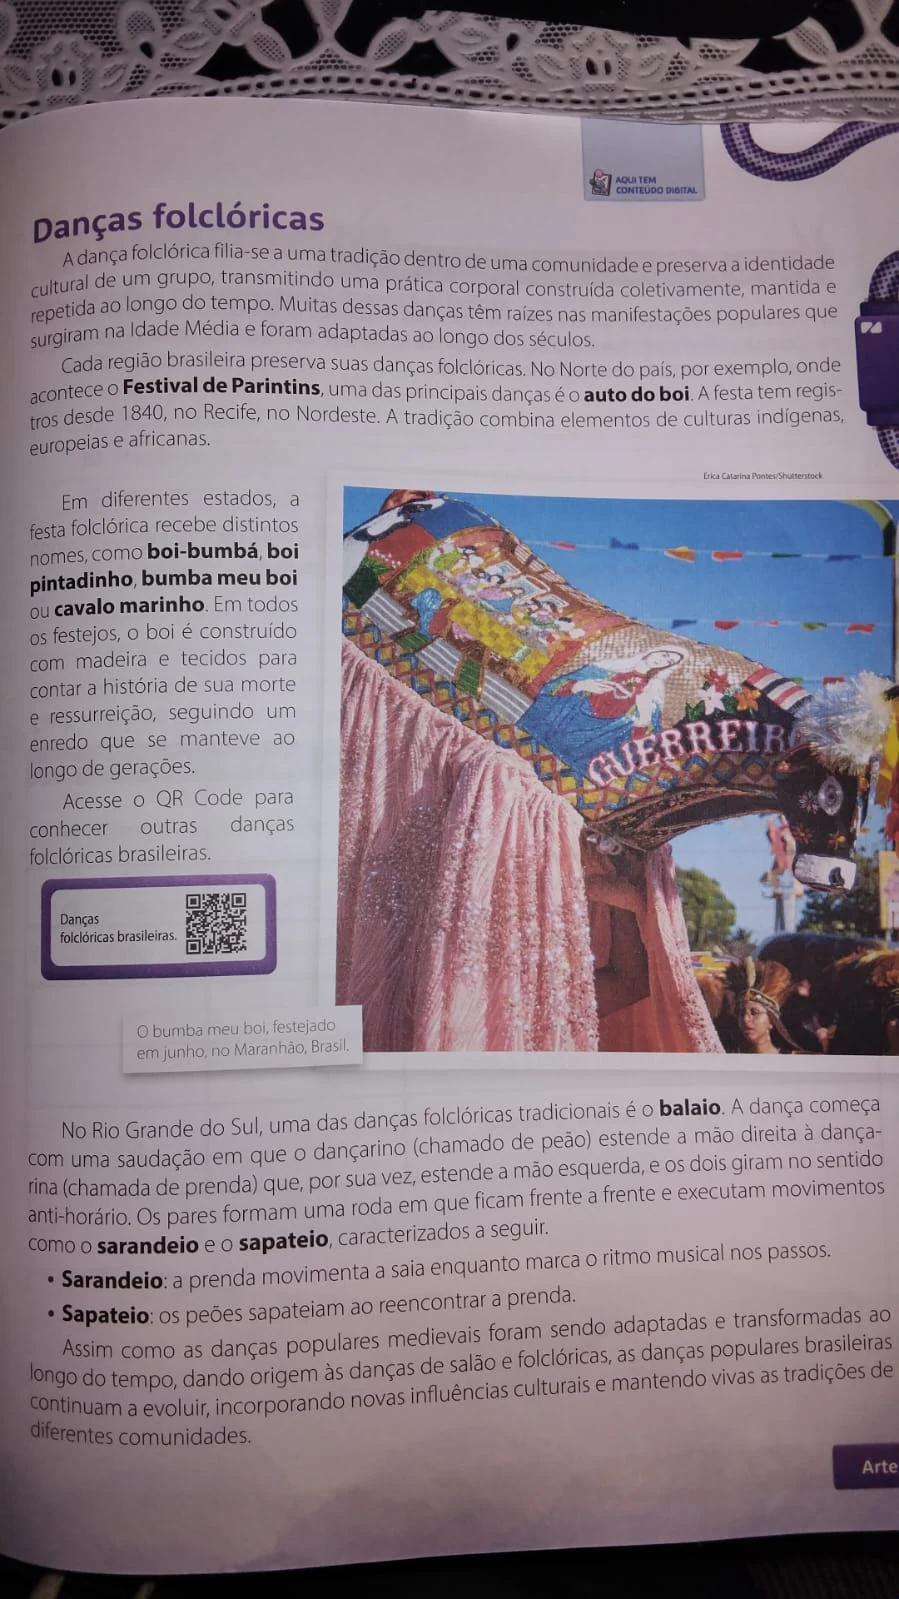 AQUI TEM
CONTEÚDO DIGITAL
Danças folclóricas
A dança folclórica filia-se a uma tradição dentro de uma comunidade e preserva a identidade
cultural de um grupo, transmitindo uma prática corporal construída coletivamente, mantida e
repetida ao longo do tempo. Muitas dessas danças têm raízes nas manifestações populares que
surgiram na Idade Média e foram adaptadas ao longo dos séculos.
Cada região brasileira preserva suas danças folclóricas. No Norte do país, por exemplo, onde
acontece o Festival de Parintins, uma das principais danças é o auto do boi. A festa tem regis-
tros desde 1840, no Recife, no Nordeste. A tradição combina elementos de culturas indígenas,
europeias e africanas.
Erica Catarina Pontes/Shutterstock
Em diferentes estados, a
festa folclórica recebe distintos
nomes, como boi-bumbá, boi
pintadinho, bumba meu boi
ou cavalo marinho. Em todos
os festejos, o boi é construído
com madeira e tecidos para
contar a história de sua morte
e ressurreição, seguindo um
enredo que se manteve ao
longo de gerações.
Acesse o QR Code para
conhecer outras danças
folclóricas brasileiras.
Danças
folclóricas brasileiras.
GUERREIR
O bumba meu boi, festejado
em junho, no Maranhão, Brasil.
No Rio Grande do Sul, uma das danças folclóricas tradicionais é o balaio. A dança começa
com uma saudação em que o dançarino (chamado de peão) estende a mão direita à dança-
rina (chamada de prenda) que, por sua vez, estende a mão esquerda, e os dois giram no sentido
anti-horário. Os pares formam uma roda em que ficam frente a frente e executam movimentos
como o sarandeio e o sapateio, caracterizados a seguir.
• Sarandeio: a prenda movimenta a saia enquanto marca o ritmo musical nos passos.
• Sapateio: os peões sapateiam ao reencontrar a prenda.
Assim como as danças populares medievais foram sendo adaptadas e transformadas ao
longo do tempo, dando origem às danças de salão e folclóricas, as danças populares brasileiras
continuam a evoluir, incorporando novas influências culturais e mantendo vivas as tradições de
diferentes comunidades.
Arte